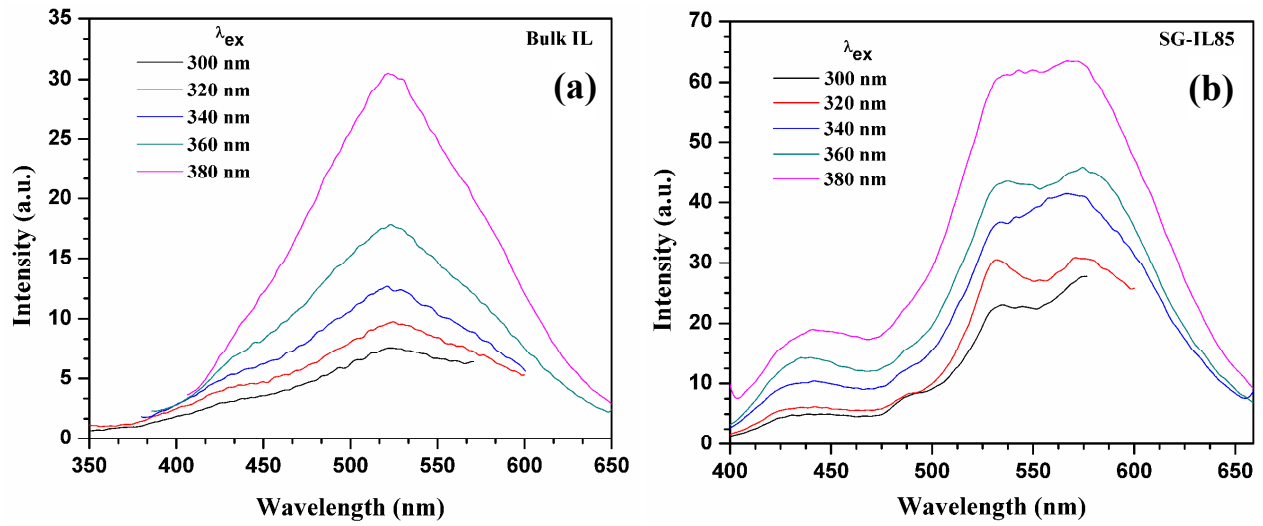 Bulk IL
(a)
λex
300 nm
320 nm
340 nm
360 nm
380 nm
35
30
25
20
15
10
5
0
350 400 450 500 550 600 650
Intensity (a.u.)
Wavelength (nm)
SG-IL85
(b)
λex
300 nm
320 nm
340 nm
360 nm
380 nm
70
60
50
40
30
20
10
0
400 450 500 550 600 650
Intensity (a.u.)
Wavelength (nm)